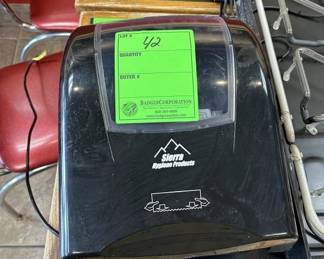 LOT # 42
QUANTITY
BUYER #
BADGER CORPORATION
Sierra
Hygiene Products